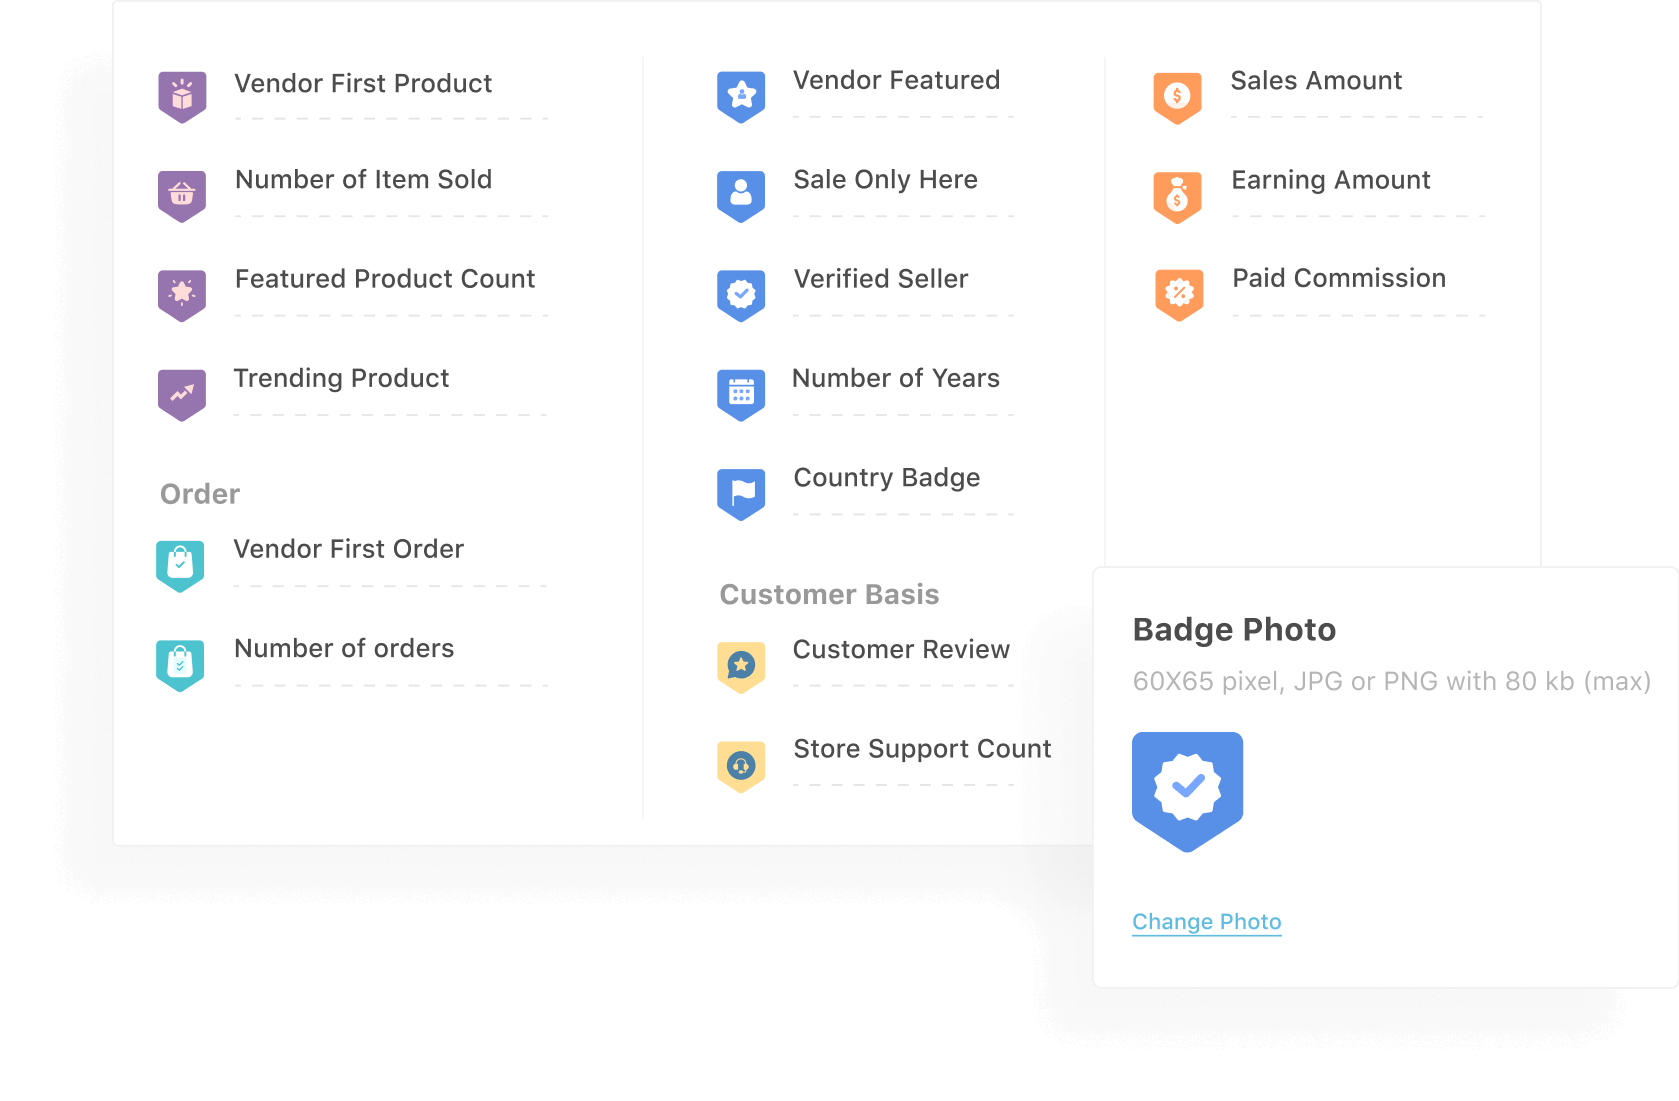 Vendor First Product
Number of Item Sold
Featured Product Count
Trending Product
Order
Vendor First Order
Number of orders
Vendor Featured
Sale Only Here
Verified Seller
Number of Years
Country Badge
Customer Basis
Customer Review
Store Support Count
Sales Amount
Earning Amount
Paid Commission
Badge Photo
60X65 pixel, JPG or PNG with 80 kb (max)
Change Photo